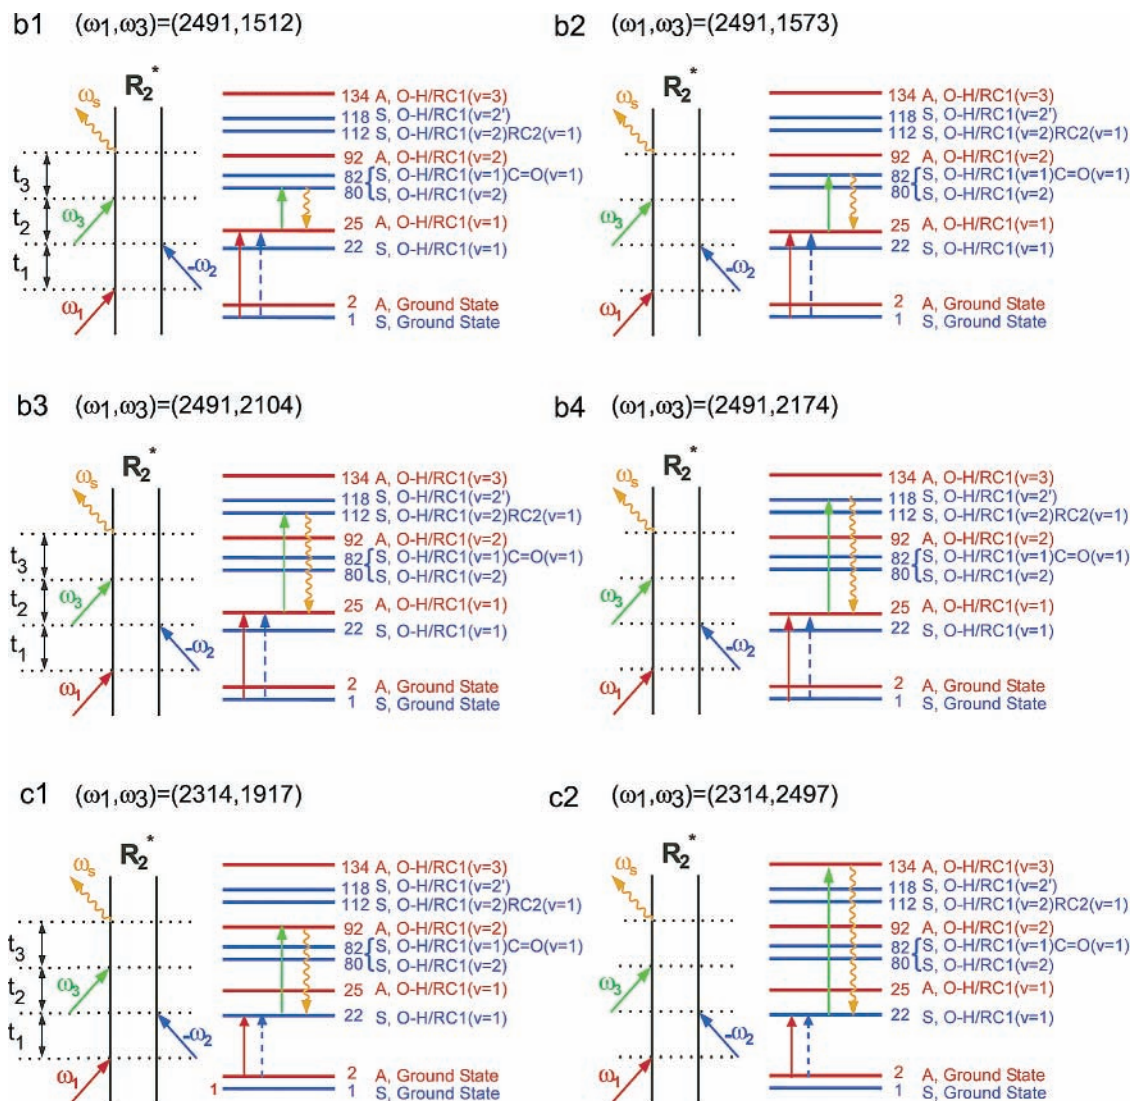 b1 (ω₁,ω₃)=(2491,1512)
R₂*
ωs
t₃
t₂
t₁
ω₃
-ω₂
ω₁
134 A, O-H/RC1(v=3)
118 S, O-H/RC1(v=2')
112 S, O-H/RC1(v=2)RC2(v=1)
92 A, O-H/RC1(v=2)
82 S, O-H/RC1(v=1)C=O(v=1)
80 S, O-H/RC1(v=2)
25 A, O-H/RC1(v=1)
22 S, O-H/RC1(v=1)
2 A, Ground State
1 S, Ground State
b2 (ω₁,ω₃)=(2491,1573)
R₂*
ωs
ω₃
-ω₂
ω₁
134 A, O-H/RC1(v=3)
118 S, O-H/RC1(v=2')
112 S, O-H/RC1(v=2)RC2(v=1)
92 A, O-H/RC1(v=2)
82 S, O-H/RC1(v=1)C=O(v=1)
80 S, O-H/RC1(v=2)
25 A, O-H/RC1(v=1)
22 S, O-H/RC1(v=1)
2 A, Ground State
1 S, Ground State
b3 (ω₁,ω₃)=(2491,2104)
R₂*
ωs
t₃
t₂
t₁
ω₃
-ω₂
ω₁
134 A, O-H/RC1(v=3)
118 S, O-H/RC1(v=2')
112 S, O-H/RC1(v=2)RC2(v=1)
92 A, O-H/RC1(v=2)
82 S, O-H/RC1(v=1)C=O(v=1)
80 S, O-H/RC1(v=2)
25 A, O-H/RC1(v=1)
22 S, O-H/RC1(v=1)
2 A, Ground State
1 S, Ground State
b4 (ω₁,ω₃)=(2491,2174)
R₂*
ωs
ω₃
-ω₂
ω₁
134 A, O-H/RC1(v=3)
118 S, O-H/RC1(v=2')
112 S, O-H/RC1(v=2)RC2(v=1)
92 A, O-H/RC1(v=2)
82 S, O-H/RC1(v=1)C=O(v=1)
80 S, O-H/RC1(v=2)
25 A, O-H/RC1(v=1)
22 S, O-H/RC1(v=1)
2 A, Ground State
1 S, Ground State
c1 (ω₁,ω₃)=(2314,1917)
R₂*
ωs
t₃
t₂
t₁
ω₃
-ω₂
ω₁
134 A, O-H/RC1(v=3)
118 S, O-H/RC1(v=2')
112 S, O-H/RC1(v=2)RC2(v=1)
92 A, O-H/RC1(v=2)
82 S, O-H/RC1(v=1)C=O(v=1)
80 S, O-H/RC1(v=2)
25 A, O-H/RC1(v=1)
22 S, O-H/RC1(v=1)
2 A, Ground State
1
1 S, Ground State
c2 (ω₁,ω₃)=(2314,2497)
R₂*
ωs
ω₃
-ω₂
ω₁
134 A, O-H/RC1(v=3)
118 S, O-H/RC1(v=2')
112 S, O-H/RC1(v=2)RC2(v=1)
92 A, O-H/RC1(v=2)
82 S, O-H/RC1(v=1)C=O(v=1)
80 S, O-H/RC1(v=2)
25 A, O-H/RC1(v=1)
22 S, O-H/RC1(v=1)
2 A, Ground State
1 S, Ground State